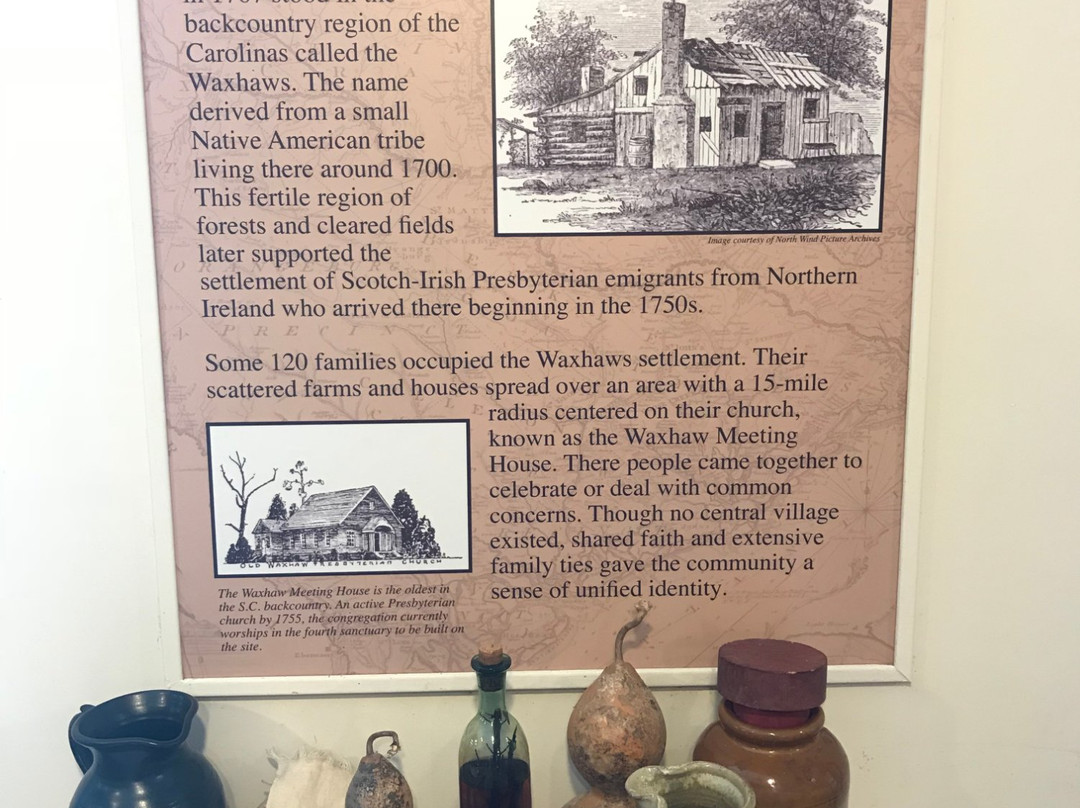 in 1767 stood in the
backcountry region of the
Carolinas called the
Waxhaws. The name
derived from a small
Native American tribe
living there around 1700.
This fertile region of
forests and cleared fields
later supported the
settlement of Scotch-Irish Presbyterian emigrants from Northern
Ireland who arrived there beginning in the 1750s.
Image courtesy of North Wind Picture Archives
Some 120 families occupied the Waxhaws settlement. Their
scattered farms and houses spread over an area with a 15-mile
radius centered on their church,
known as the Waxhaw Meeting
House. There people came together to
celebrate or deal with common
concerns. Though no central village
existed, shared faith and extensive
family ties gave the community a
sense of unified identity.
OLD WAXHAW PRESBYTERIAN CHURCH
The Waxhaw Meeting House is the oldest in
the S.C. backcountry. An active Presbyterian
church by 1755, the congregation currently
worships in the fourth sanctuary to be built on
the site.
PRECINCT